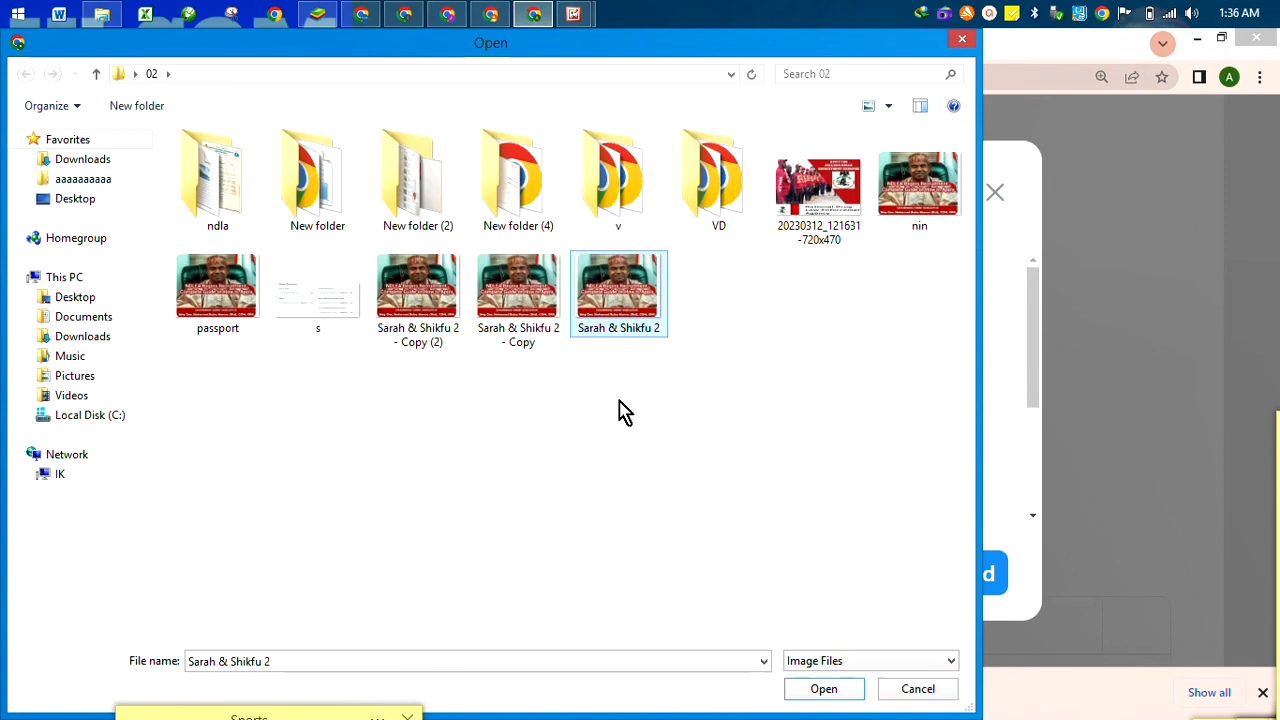 1:36 AM
Open
02
Search 02
Organize
New folder
Favorites
Downloads
aaaaaaaaaa
Desktop
Homegroup
This PC
Desktop
Documents
Downloads
Music
Pictures
Videos
Local Disk (C:)
Network
IK
ndla
New folder
New folder (2)
New folder (4)
v
VD
20230312_121631
-720x470
nin
passport
s
Sarah & Shikfu 2
- Copy (2)
Sarah & Shikfu 2
- Copy
Sarah & Shikfu 2
File name:
Sarah & Shikfu 2
Image Files
Open
Cancel
A
d
Show all
Sports